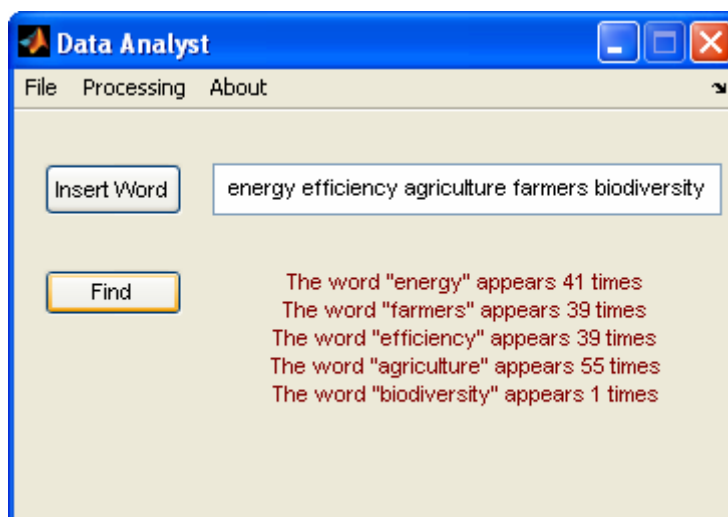 Data Analyst
File Processing About
Insert Word energy efficiency agriculture farmers biodiversity
Find
The word "energy" appears 41 times
The word "farmers" appears 39 times
The word "efficiency" appears 39 times
The word "agriculture" appears 55 times
The word "biodiversity" appears 1 times